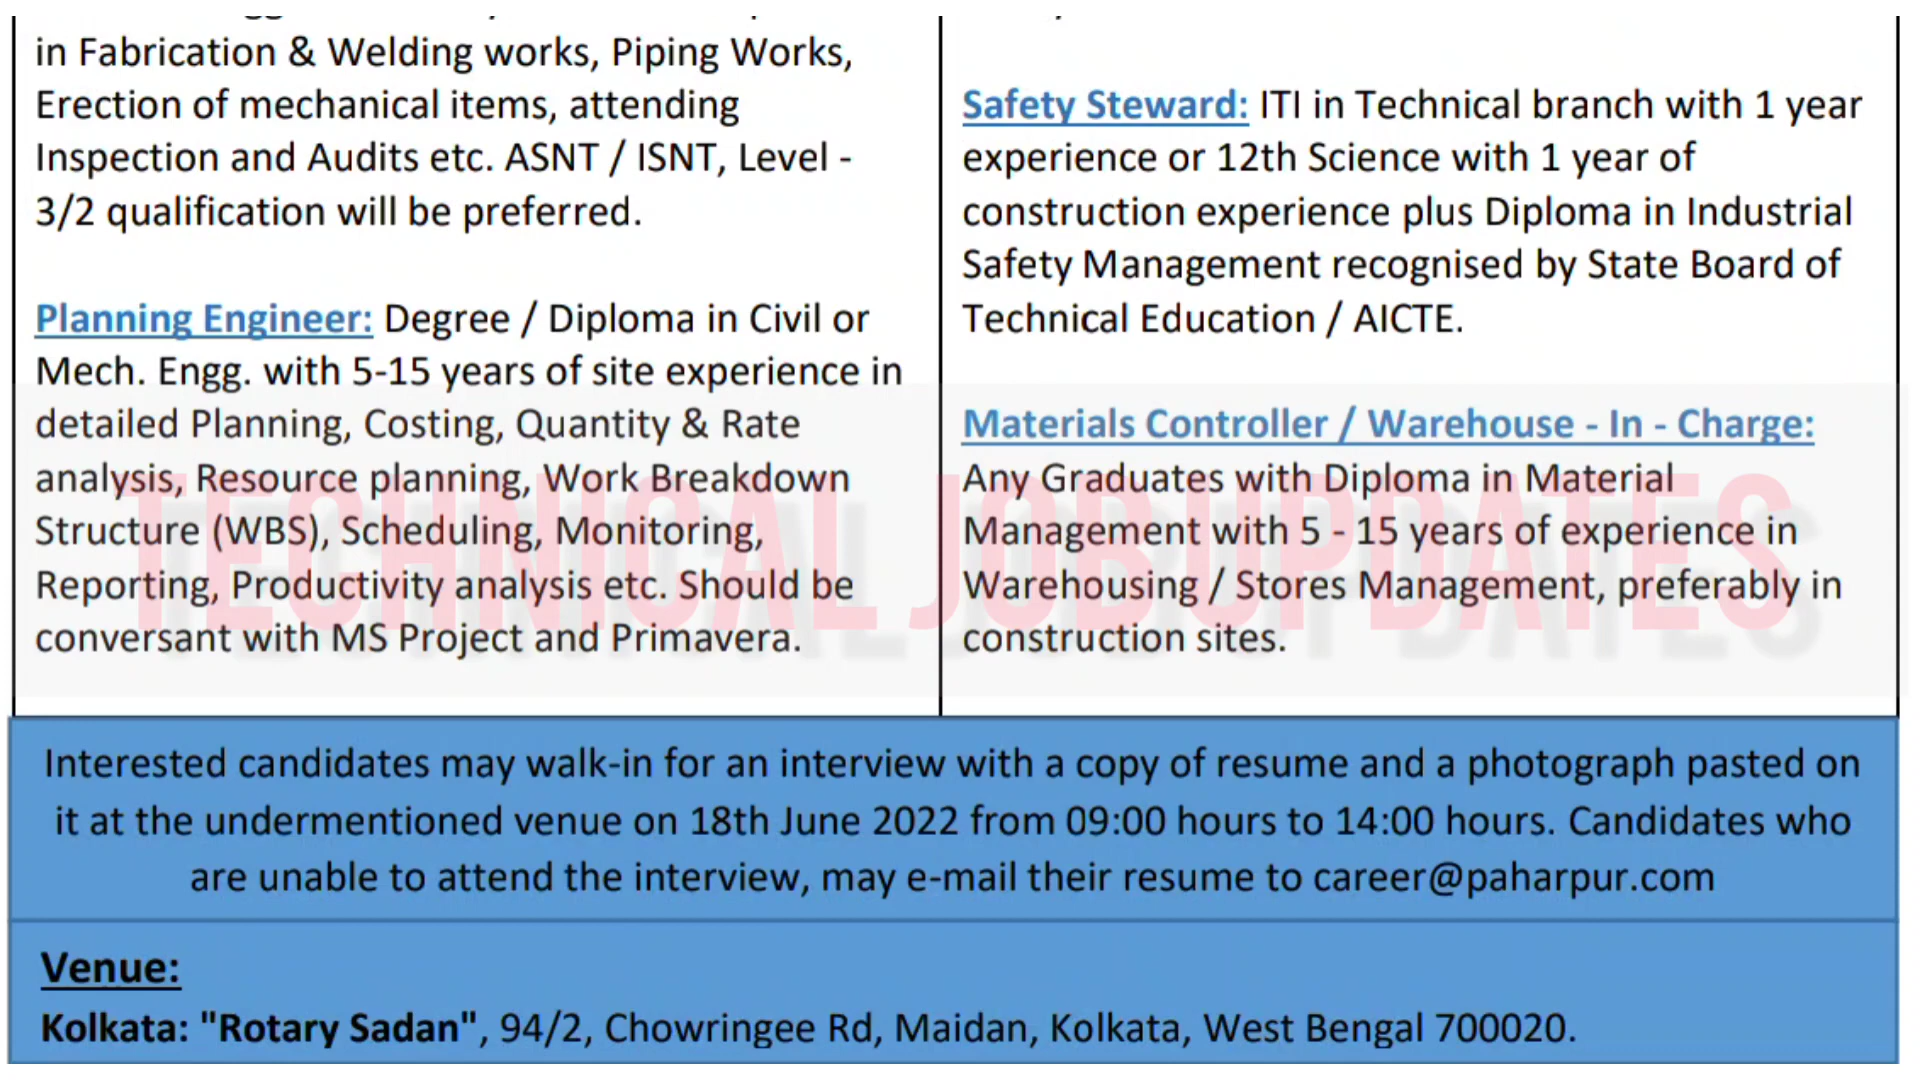 in Fabrication & Welding works, Piping Works,
Erection of mechanical items, attending
Inspection and Audits etc. ASNT / ISNT, Level -
3/2 qualification will be preferred.
Planning Engineer: Degree / Diploma in Civil or
Mech. Engg. with 5-15 years of site experience in
detailed Planning, Costing, Quantity & Rate
analysis, Resource planning, Work Breakdown
Structure (WBS), Scheduling, Monitoring,
Reporting, Productivity analysis etc. Should be
conversant with MS Project and Primavera.
Safety Steward: ITI in Technical branch with 1 year
experience or 12th Science with 1 year of
construction experience plus Diploma in Industrial
Safety Management recognised by State Board of
Technical Education / AICTE.
Materials Controller / Warehouse - In - Charge:
Any Graduates with Diploma in Material
Management with 5 - 15 years of experience in
Warehousing / Stores Management, preferably in
construction sites.
TECHNICAL JOB UPDATES
Interested candidates may walk-in for an interview with a copy of resume and a photograph pasted on
it at the undermentioned venue on 18th June 2022 from 09:00 hours to 14:00 hours. Candidates who
are unable to attend the interview, may e-mail their resume to career@paharpur.com
Venue:
Kolkata: "Rotary Sadan", 94/2, Chowringee Rd, Maidan, Kolkata, West Bengal 700020.